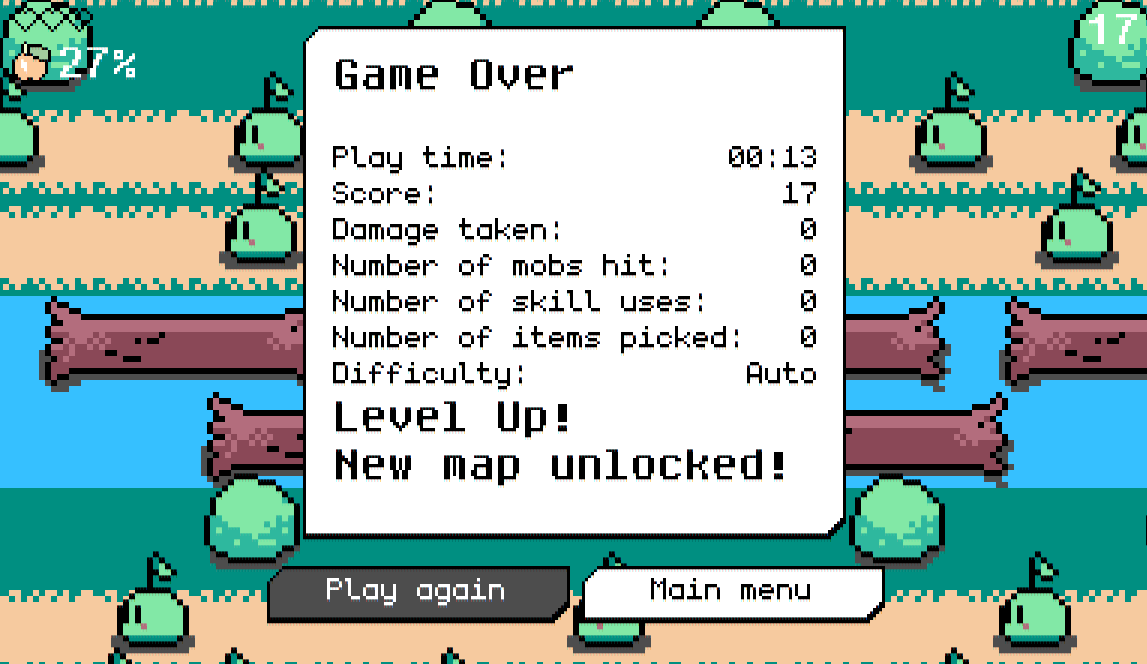 27%
17
Game Over
Play time: 00:13
Score: 17
Damage taken: 0
Number of mobs hit: 0
Number of skill uses: 0
Number of items picked: 0
Difficulty: Auto
Level Up!
New map unlocked!
Play again
Main menu